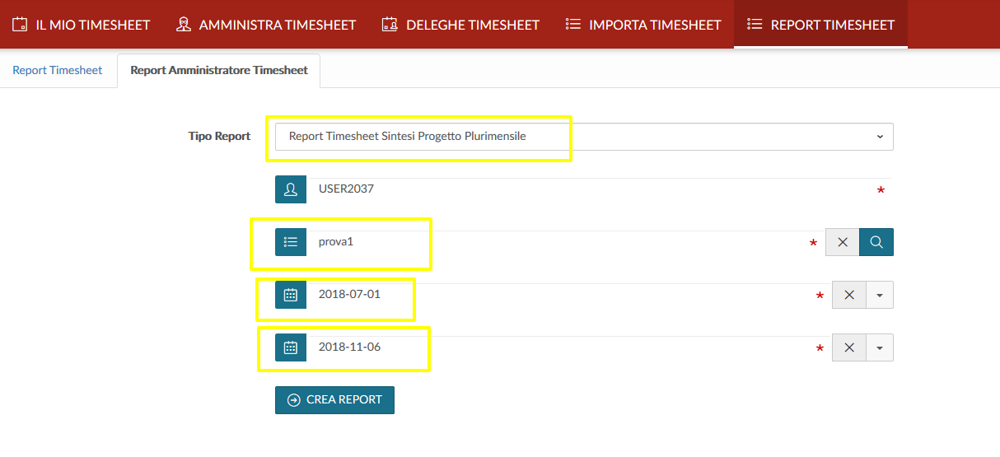 IL MIO TIMESHEET AMMINISTRA TIMESHEET DELEGHE TIMESHEET IMPORTA TIMESHEET REPORT TIMESHEET
Report Timesheet Report Amministratore Timesheet
Tipo Report Report Timesheet Sintesi Progetto Plurimensile
USER2037 *
prova1 *
2018-07-01 *
2018-11-06 *
CREA REPORT